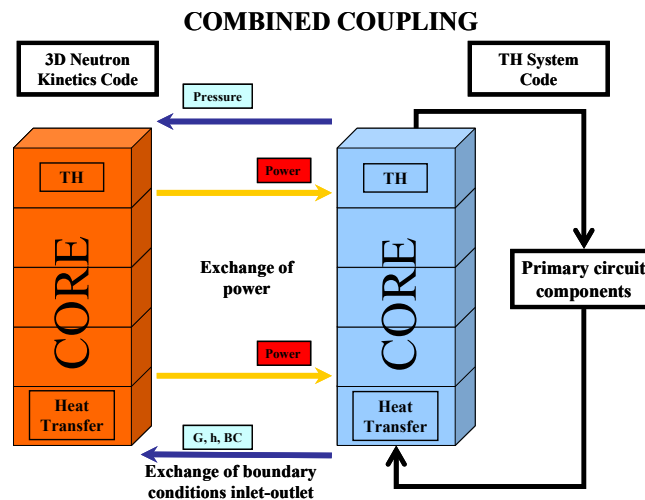 COMBINED COUPLING
3D Neutron
Kinetics Code
TH System
Code
Pressure
TH
Power
TH
CORE
Exchange of
power
CORE
Primary circuit
components
Power
Heat
Transfer
Heat
Transfer
G, h, BC
Exchange of boundary
conditions inlet-outlet